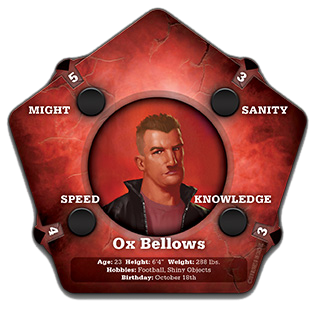 5 3
MIGHT SANITY
SPEED KNOWLEDGE
4 3
Ox Bellows
Age: 23 Height: 6'4" Weight: 288 lbs.
Hobbies: Football, Shiny Objects
Birthday: October 18th